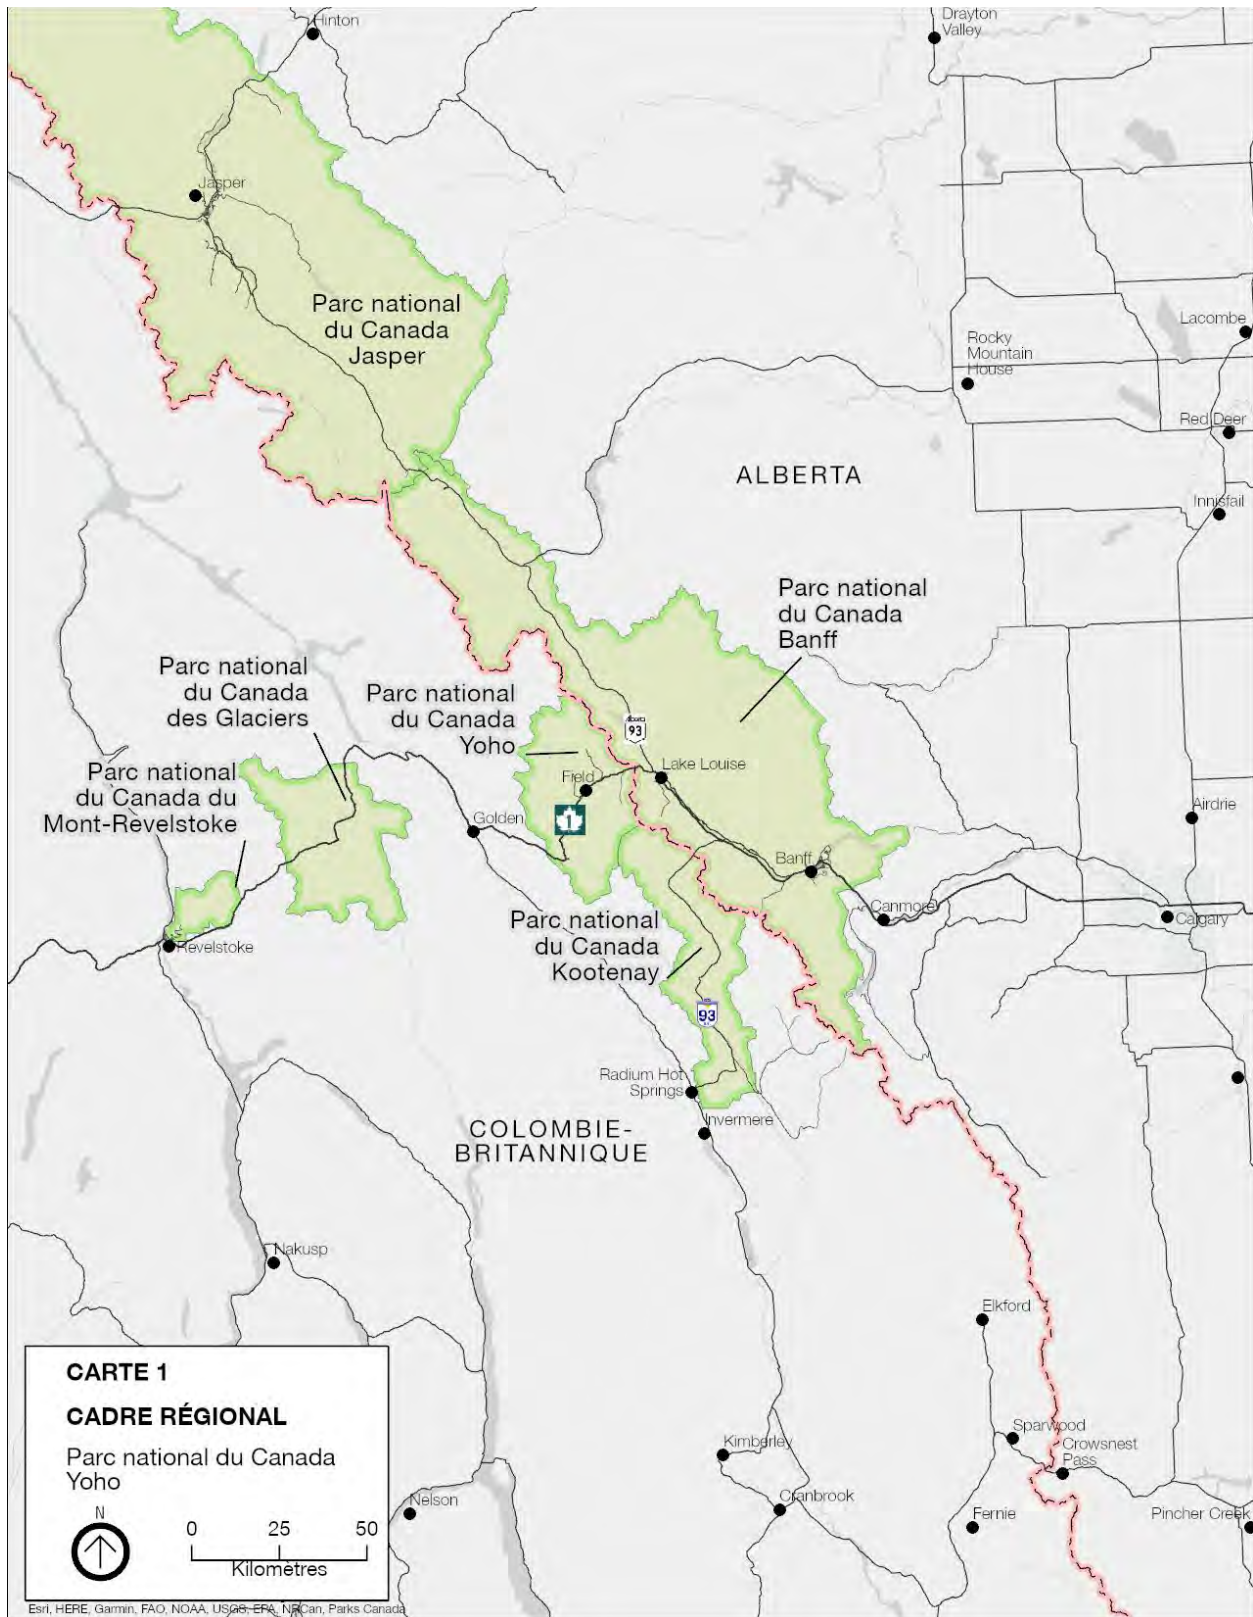 Hinton
Drayton
Valley
Jasper
Parc national
du Canada
Jasper
Lacombe
Rocky
Mountain
House
Red Deer
ALBERTA
Innisfail
Parc national
du Canada
Banff
Parc national
du Canada
des Glaciers
Parc national
du Canada
Yoho
Alberta
93
Parc national
du Canada du
Mont-Revelstoke
Lake Louise
Field
1
Golden
Airdrie
Banff
Canmore
Calgary
Parc national
du Canada
Kootenay
Revelstoke
93
Radium Hot
Springs
Invermere
COLOMBIE-
BRITANNIQUE
Nakusp
Elkford
Sparwood
Crowsnest
Pass
Kimberley
Cranbrook
Nelson
Fernie
Pincher Creek
CARTE 1
CADRE RÉGIONAL
Parc national du Canada
Yoho
N
0 25 50
Kilomètres
Esri, HERE, Garmin, FAO, NOAA, USGS, EPA, NRCan, Parks Canada